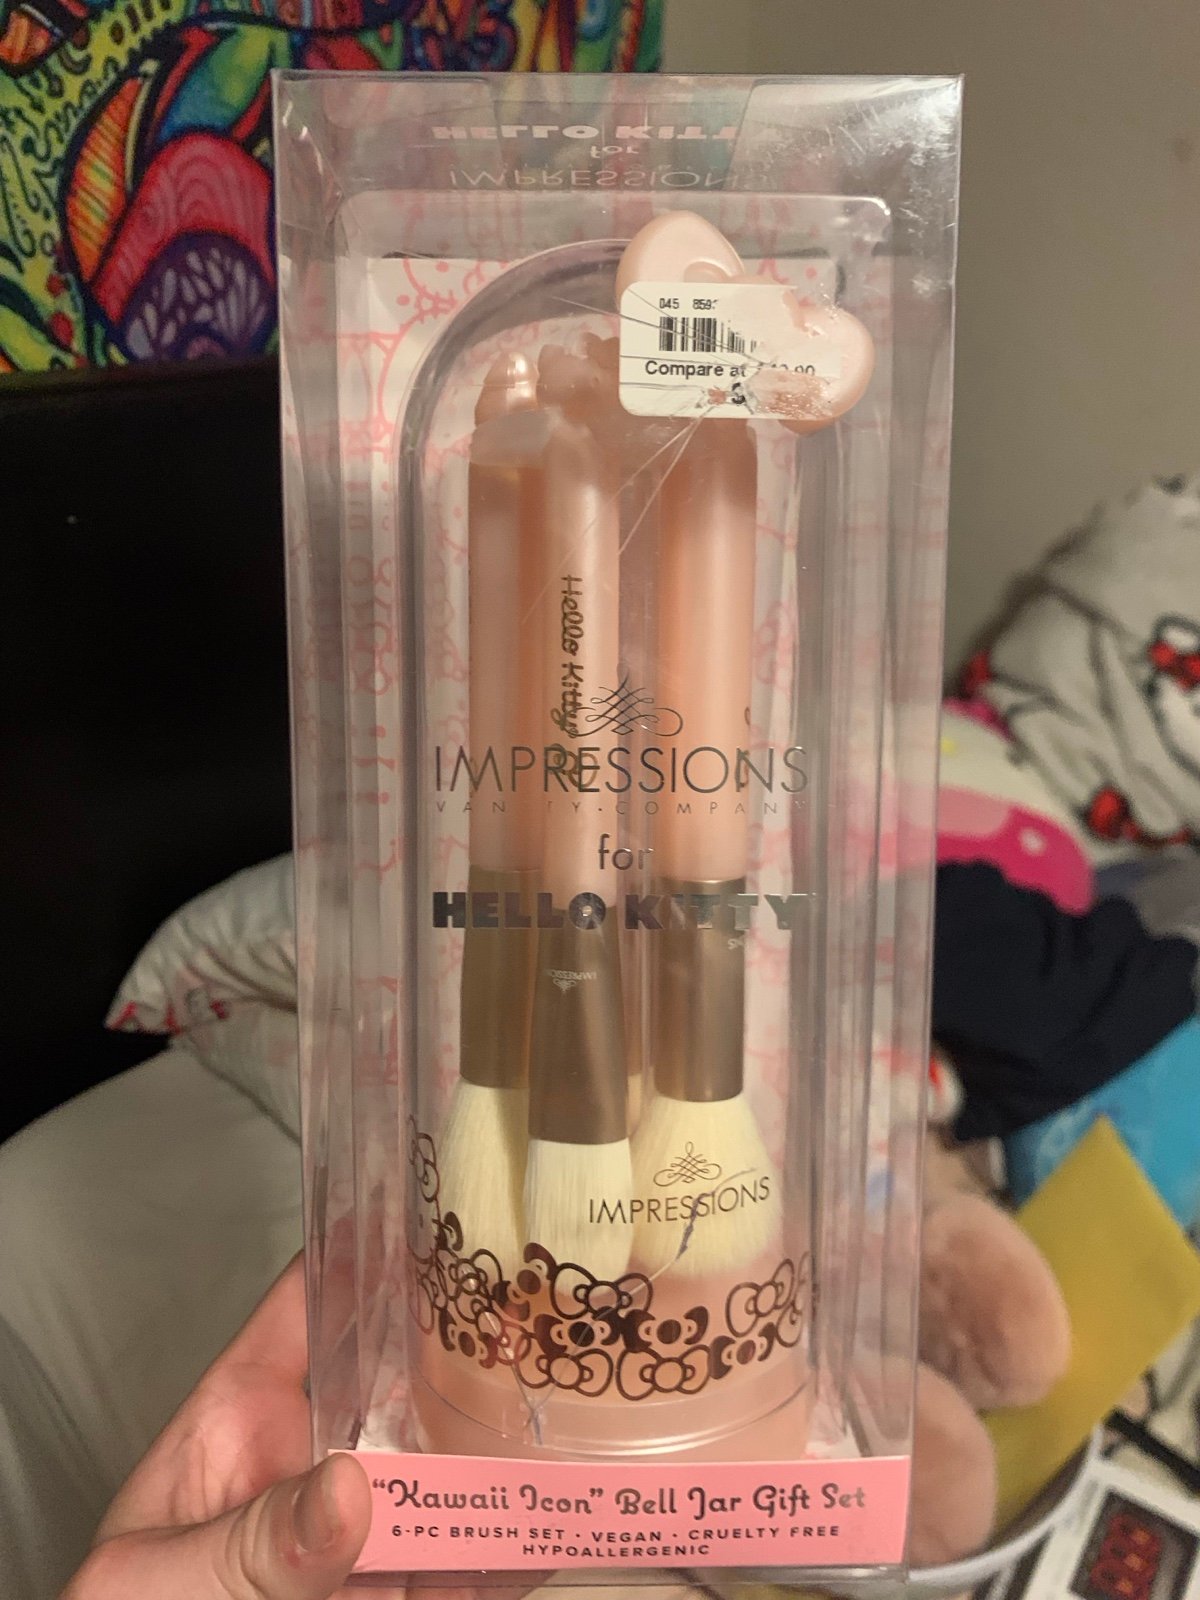 HELLO KITTY
for
IMPRESSIONS
045
Compare at
Hello Kitty
IMPRESSIONS
VANITY·COMPANY
for
HELLO KITTY
IMPRESSIONS
"Kawaii Icon" Bell Jar Gift Set
6-PC BRUSH SET · VEGAN · CRUELTY FREE
HYPOALLERGENIC